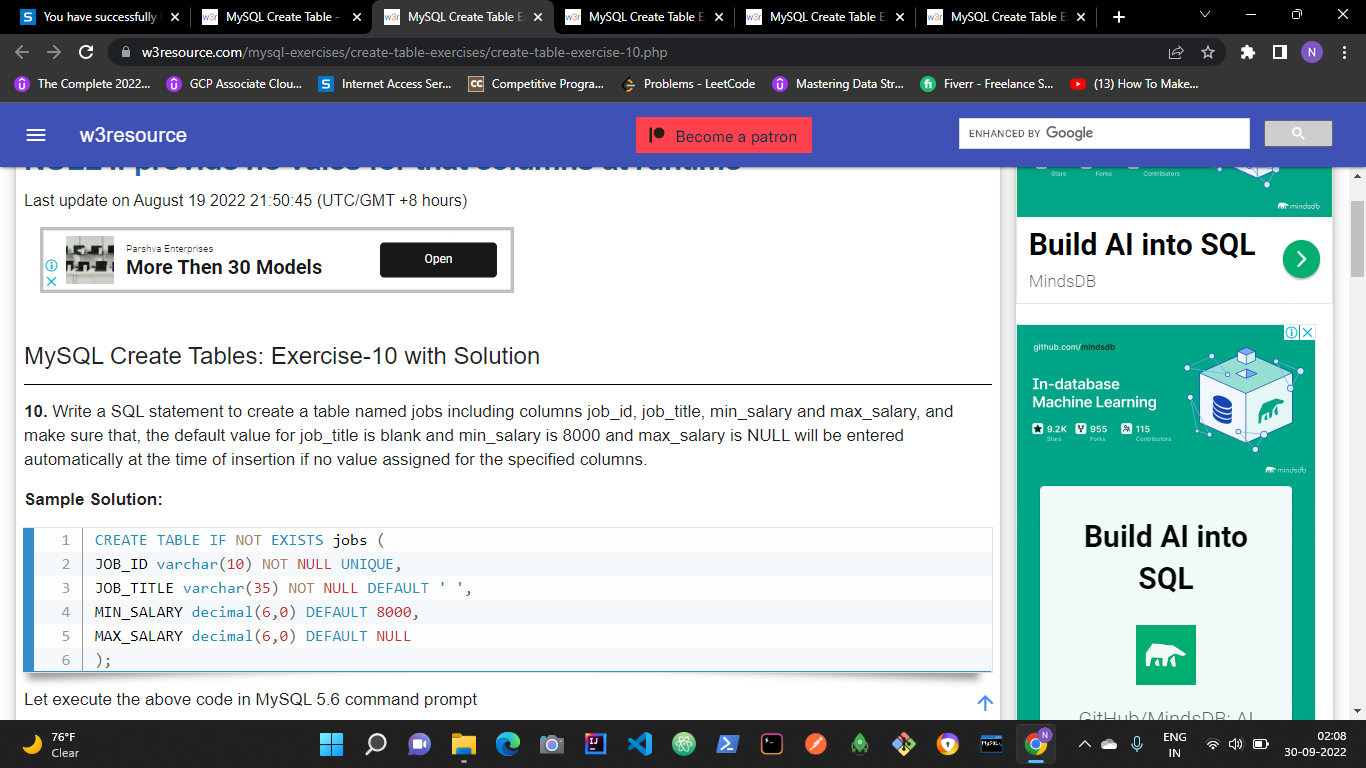 You have successfully
MySQL Create Table -
MySQL Create Table E
MySQL Create Table E
MySQL Create Table E
MySQL Create Table E
w3resource.com/mysql-exercises/create-table-exercises/create-table-exercise-10.php
N
The Complete 2022...
GCP Associate Clou...
Internet Access Ser...
Competitive Progra...
Problems - LeetCode
Mastering Data Str...
Fiverr - Freelance S...
(13) How To Make...
w3resource
Become a patron
ENHANCED BY Google
Last update on August 19 2022 21:50:45 (UTC/GMT +8 hours)
Parshva Enterprises
More Then 30 Models
Open
MySQL Create Tables: Exercise-10 with Solution
10. Write a SQL statement to create a table named jobs including columns job_id, job_title, min_salary and max_salary, and
make sure that, the default value for job_title is blank and min_salary is 8000 and max_salary is NULL will be entered
automatically at the time of insertion if no value assigned for the specified columns.
Sample Solution:
1 CREATE TABLE IF NOT EXISTS jobs (
2 JOB_ID varchar(10) NOT NULL UNIQUE,
3 JOB_TITLE varchar(35) NOT NULL DEFAULT ' ',
4 MIN_SALARY decimal(6,0) DEFAULT 8000,
5 MAX_SALARY decimal(6,0) DEFAULT NULL
6 );
Let execute the above code in MySQL 5.6 command prompt
Stars Forks Contributors
mindsdb
Build AI into SQL
MindsDB
github.com/mindsdb
In-database
Machine Learning
9.2K 955 115
Stars Forks Contributors
mindsdb
Build AI into
SQL
GitHub/MindsDB: AI
76°F
Clear
ENG
IN
02:08
30-09-2022